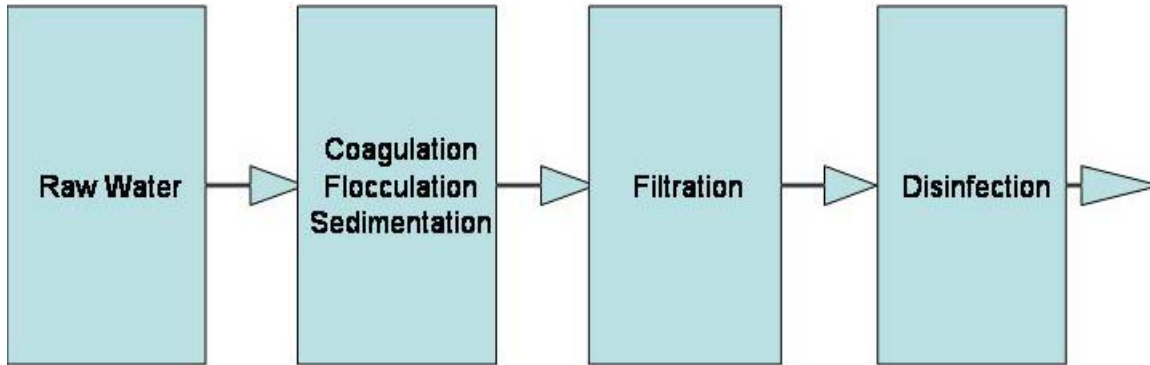 Raw Water
Coagulation
Flocculation
Sedimentation
Filtration
Disinfection